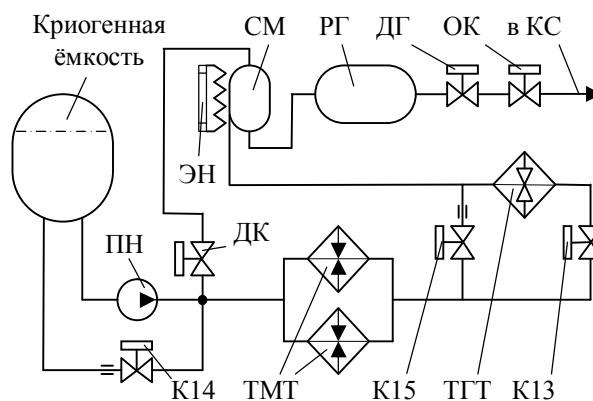 Криогенная
ёмкость
СМ
РГ
ДГ
ОК
в КС
ЭН
ПН
ДК
К14
ТМТ
К15
ТГТ
К13